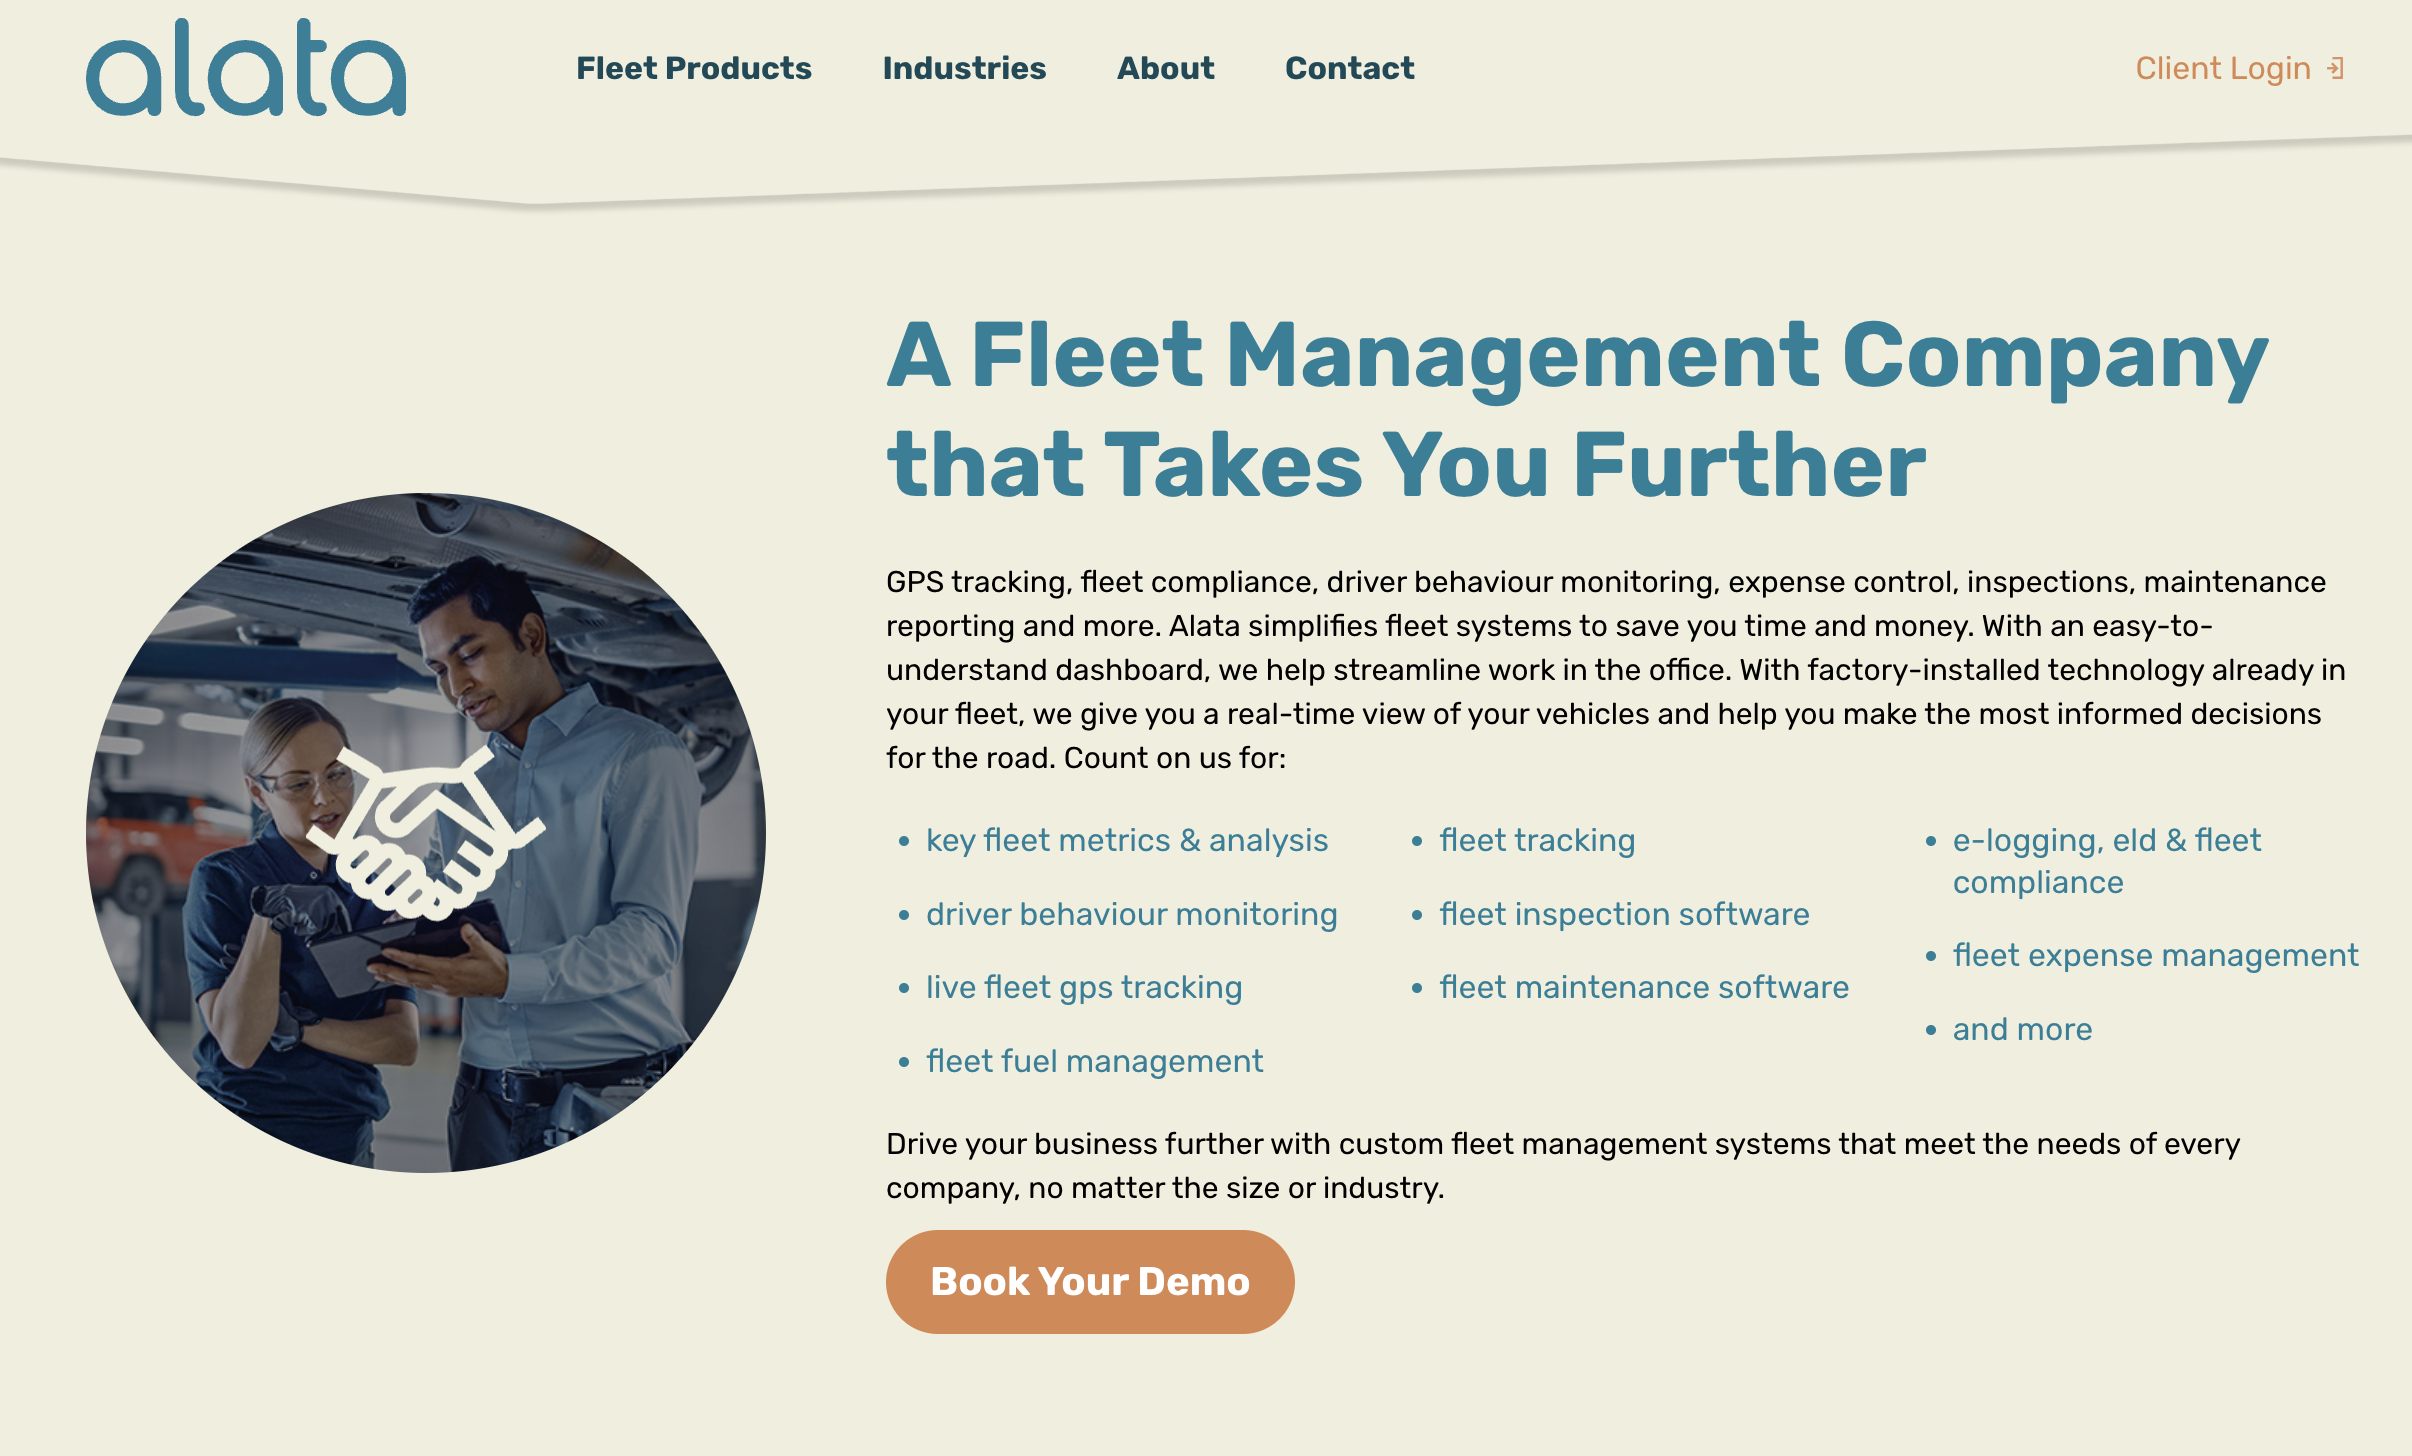 alata
Fleet Products
Industries
About
Contact
Client Login
A Fleet Management Company
that Takes You Further
GPS tracking, fleet compliance, driver behaviour monitoring, expense control, inspections, maintenance
reporting and more. Alata simplifies fleet systems to save you time and money. With an easy-to-
understand dashboard, we help streamline work in the office. With factory-installed technology already in
your fleet, we give you a real-time view of your vehicles and help you make the most informed decisions
for the road. Count on us for:
• key fleet metrics & analysis
• driver behaviour monitoring
• live fleet gps tracking
• fleet fuel management
• fleet tracking
• fleet inspection software
• fleet maintenance software
• e-logging, eld & fleet
compliance
• fleet expense management
• and more
Drive your business further with custom fleet management systems that meet the needs of every
company, no matter the size or industry.
Book Your Demo